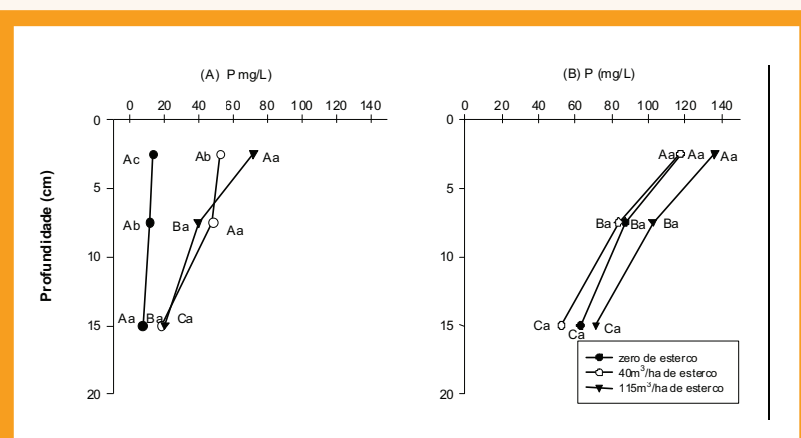 (A) P mg/L)
0 20 40 60 80 100 120 140
Profundidade (cm)
0
5
10
15
20
Ac Ab Aa
Ab Ba Aa
Aa Ba Ca
(B) P (mg/L)
0 20 40 60 80 100 120 140
0
5
10
15
20
Aa Aa Aa
Ba Ba Ba
Ca Ca Ca
zero de esterco
40m³/ha de esterco
115m³/ha de esterco